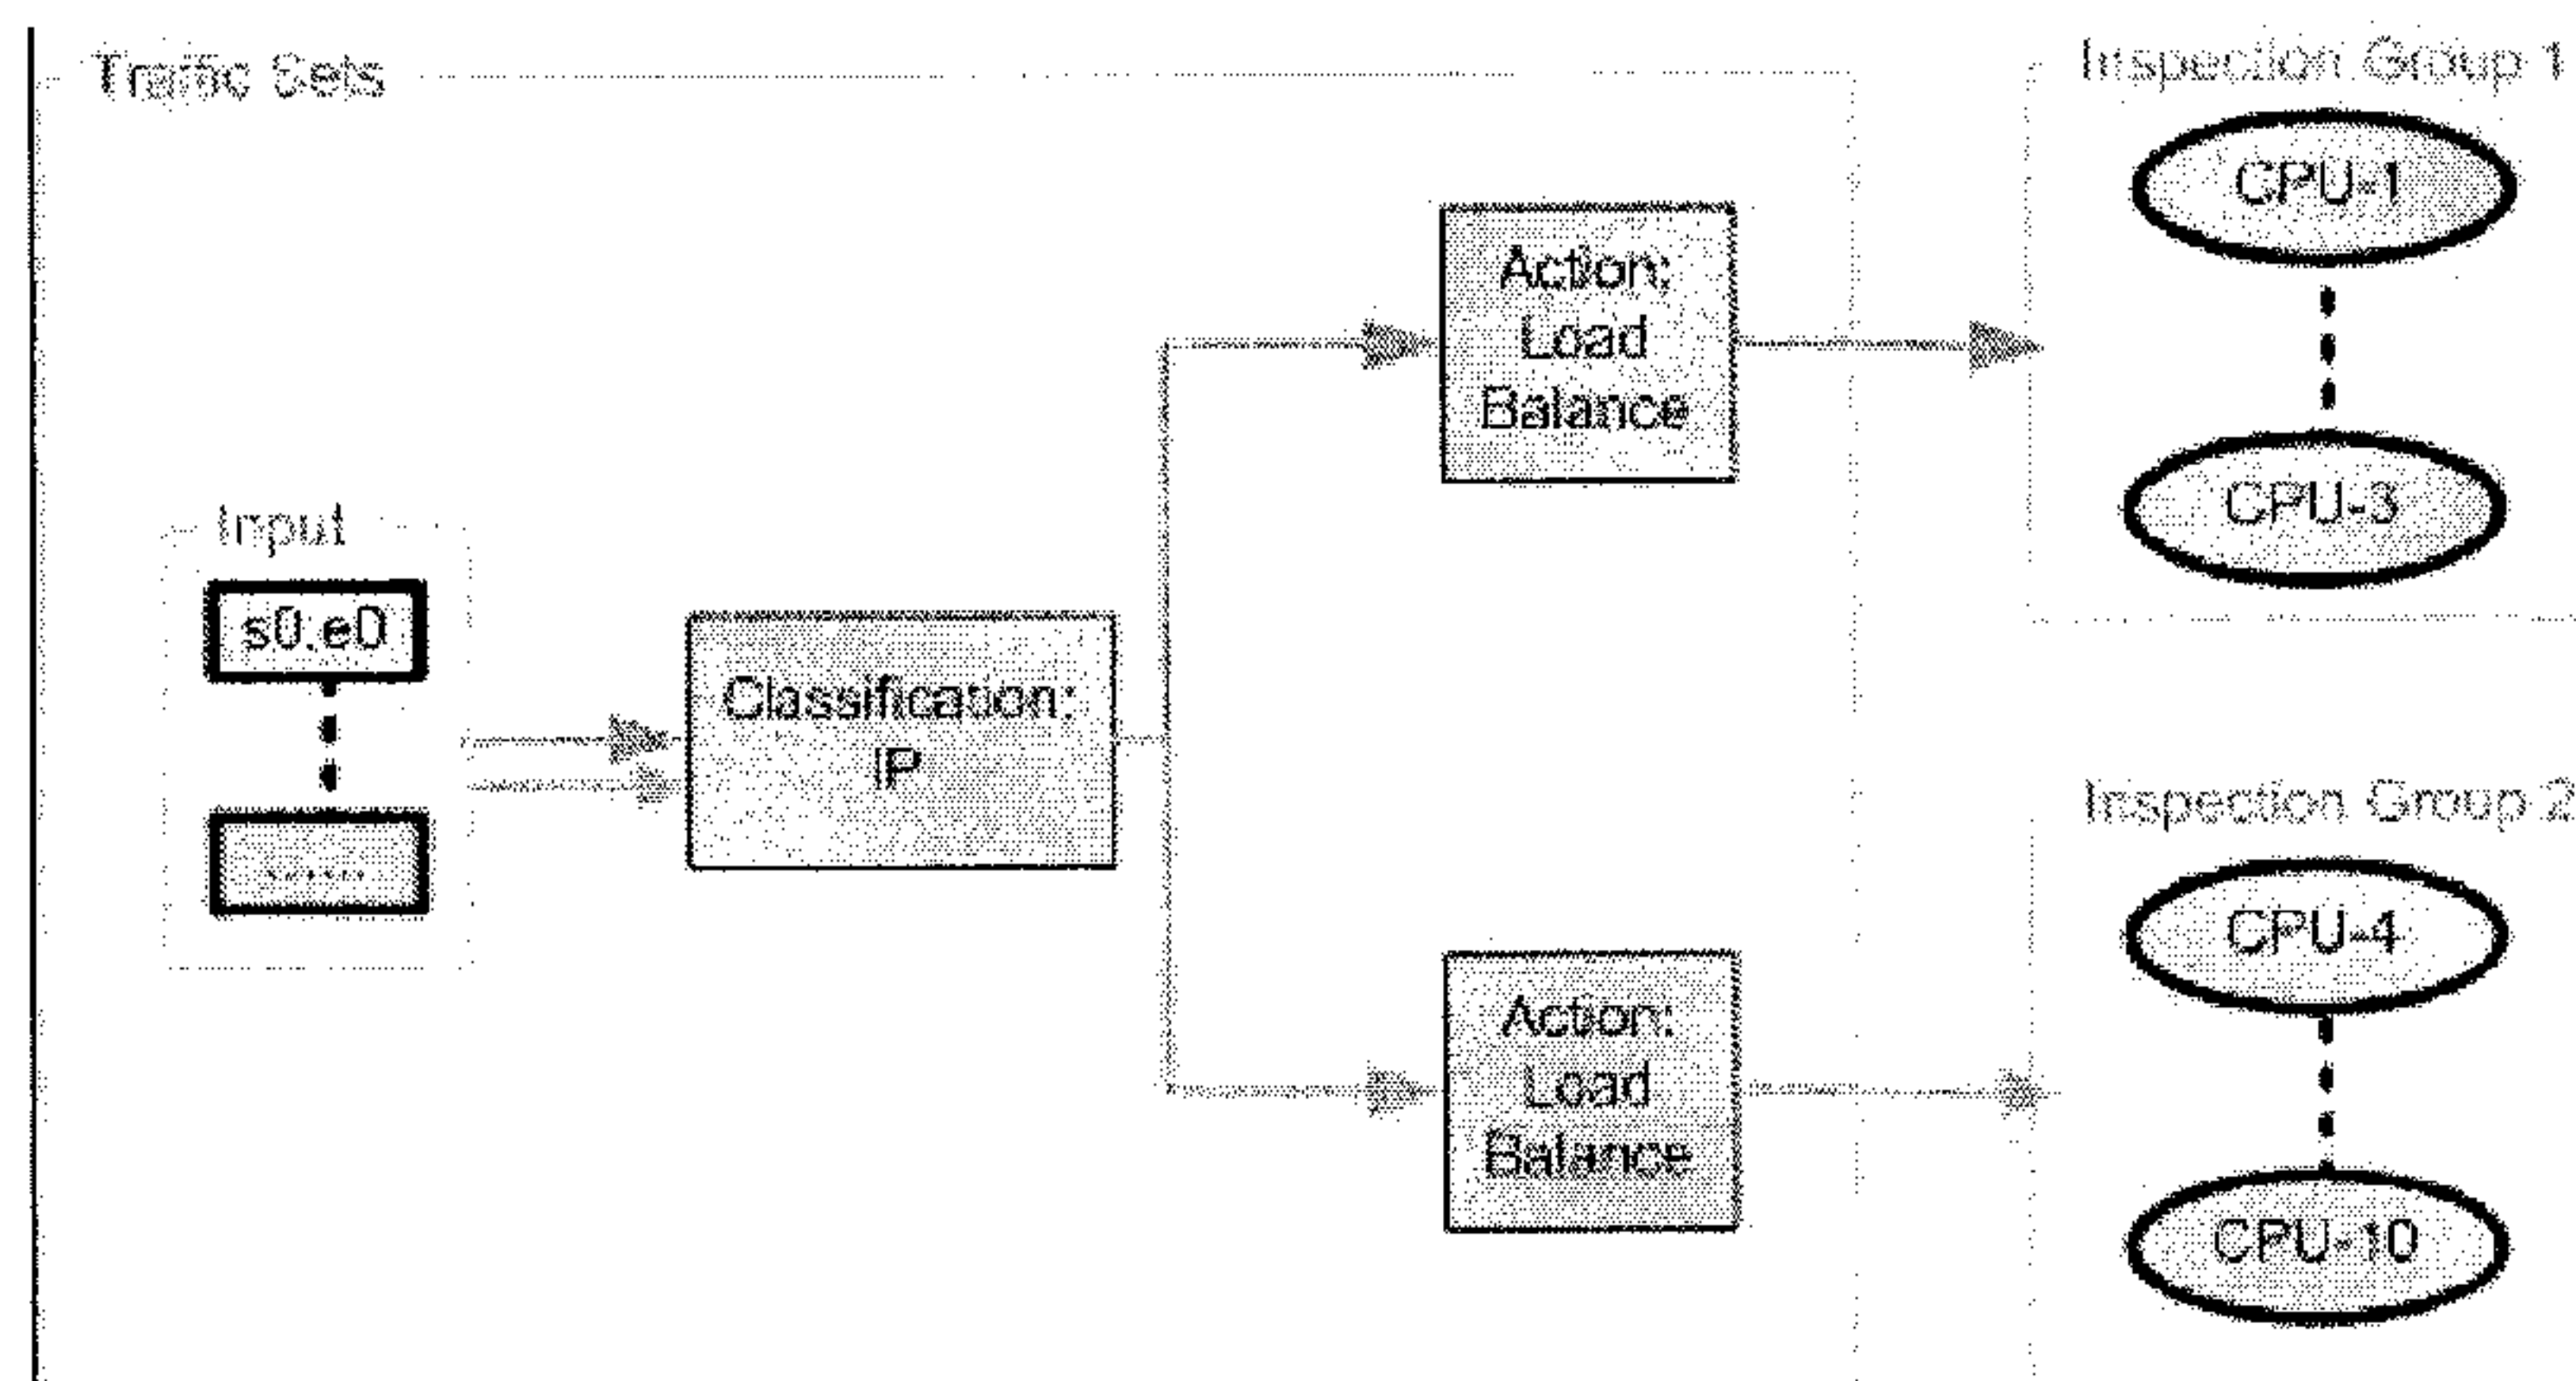 Traffic Sets
Inspection Group 1
CPU-1
Action:
Load
Balance
CPU-3
Input
s0.e0
Classification:
IP
.......
Inspection Group 2
CPU-4
Action:
Load
Balance
CPU-10